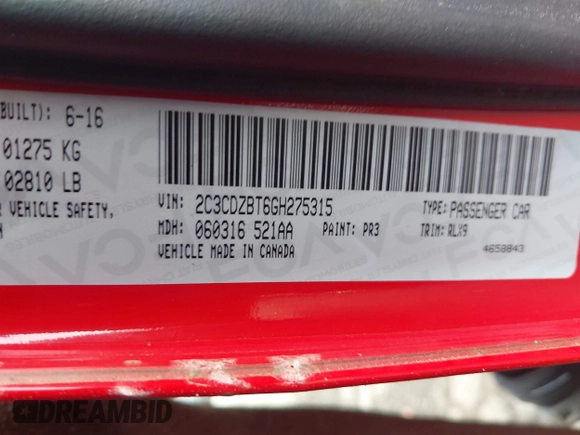 BUILT): 6-16
01275 KG
02810 LB
VEHICLE SAFETY,
VIN: 2C3CDZBT6GH275315
TYPE: PASSENGER CAR
MDH: 060316 521AA
PAINT: PR3
TRIM: RLX9
VEHICLE MADE IN CANADA
4658843
DREAMBID